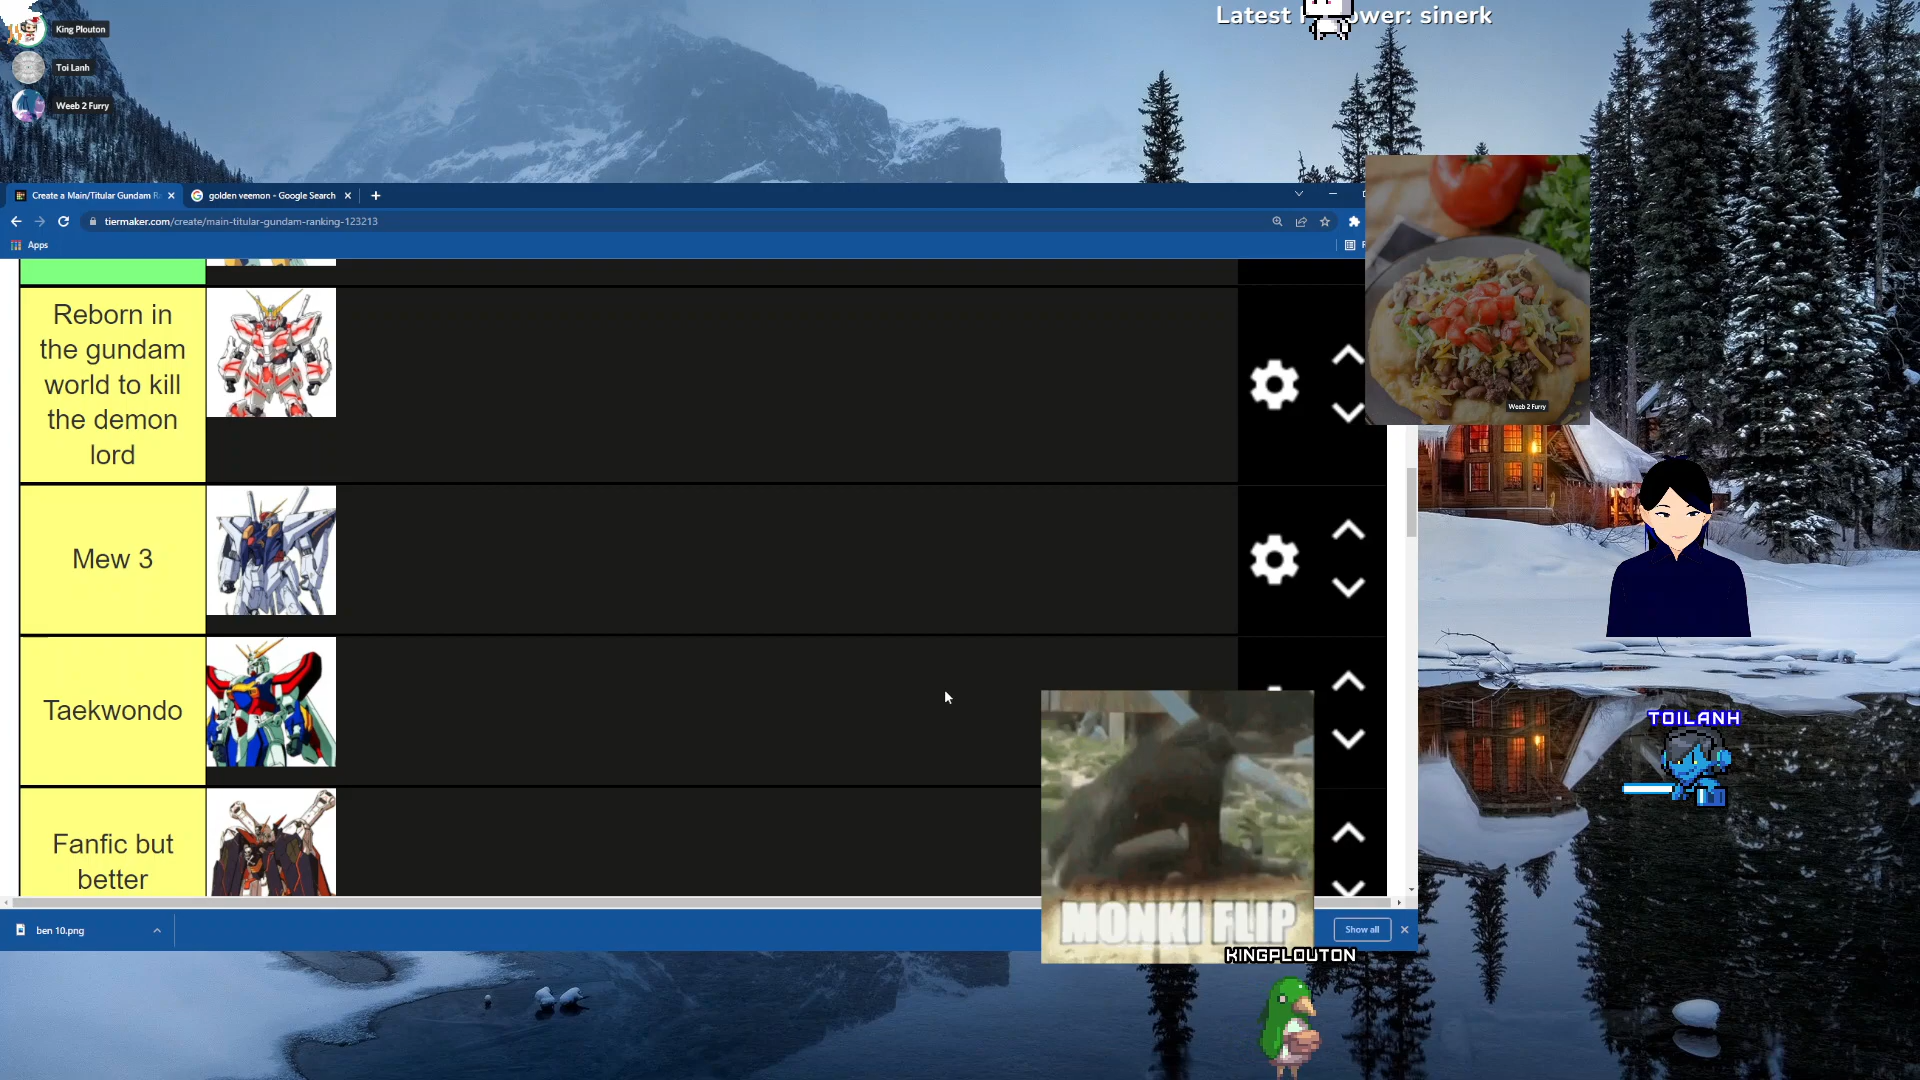 King Plouton
Toi Lanh
Weeb 2 Furry
Latest
ower: sinerk
Create a Main/Titular Gundam R
golden veemon - Google Search
tiermaker.com/create/main-titular-gundam-ranking-123213
Apps
Reborn in
the gundam
world to kill
the demon
lord
Weeb 2 Furry
Mew 3
Taekwondo
TOILANH
Fanfic but
better
MONKI FLIP
ben 10.png
Show all
KINGPLOUTON